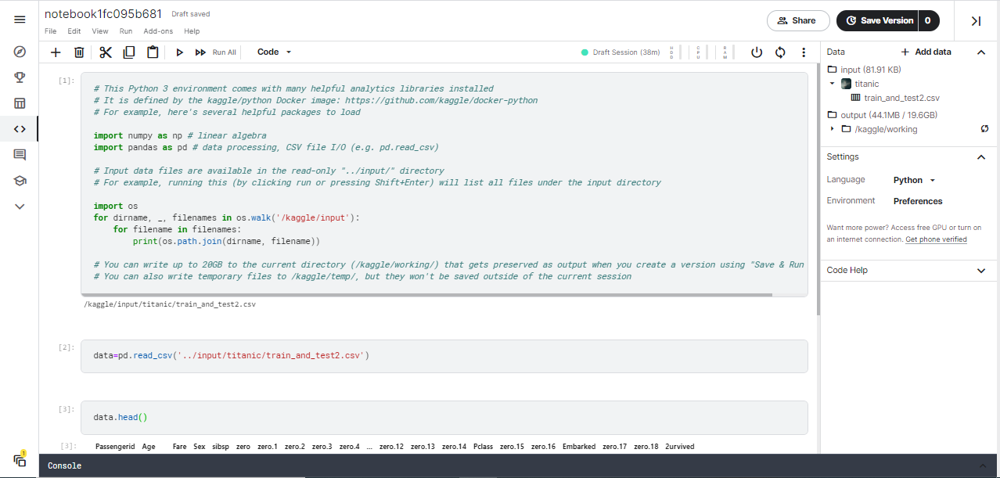 notebook1fc095b681 Draft saved
File Edit View Run Add-ons Help
Share
Save Version 0
Run All Code
Draft Session (38m) HDD CPU RAM
[1]:
# This Python 3 environment comes with many helpful analytics libraries installed
# It is defined by the kaggle/python Docker image: https://github.com/kaggle/docker-python
# For example, here's several helpful packages to load
import numpy as np # linear algebra
import pandas as pd # data processing, CSV file I/O (e.g. pd.read_csv)
# Input data files are available in the read-only "../input/" directory
# For example, running this (by clicking run or pressing Shift+Enter) will list all files under the input directory
import os
for dirname, _, filenames in os.walk('/kaggle/input'):
    for filename in filenames:
        print(os.path.join(dirname, filename))
# You can write up to 20GB to the current directory (/kaggle/working/) that gets preserved as output when you create a version using "Save & Run
# You can also write temporary files to /kaggle/temp/, but they won't be saved outside of the current session
/kaggle/input/titanic/train_and_test2.csv
[2]:
data=pd.read_csv('../input/titanic/train_and_test2.csv')
[3]:
data.head()
[3]:
Passengerid Age Fare Sex sibsp zero zero.1 zero.2 zero.3 zero.4 ... zero.12 zero.13 zero.14 Pclass zero.15 zero.16 Embarked zero.17 zero.18 2urvived
Data
+ Add data
input (81.91 KB)
titanic
train_and_test2.csv
output (44.1MB / 19.6GB)
/kaggle/working
Settings
Language Python
Environment Preferences
Want more power? Access free GPU or turn on
an internet connection. Get phone verified
Code Help
1
Console